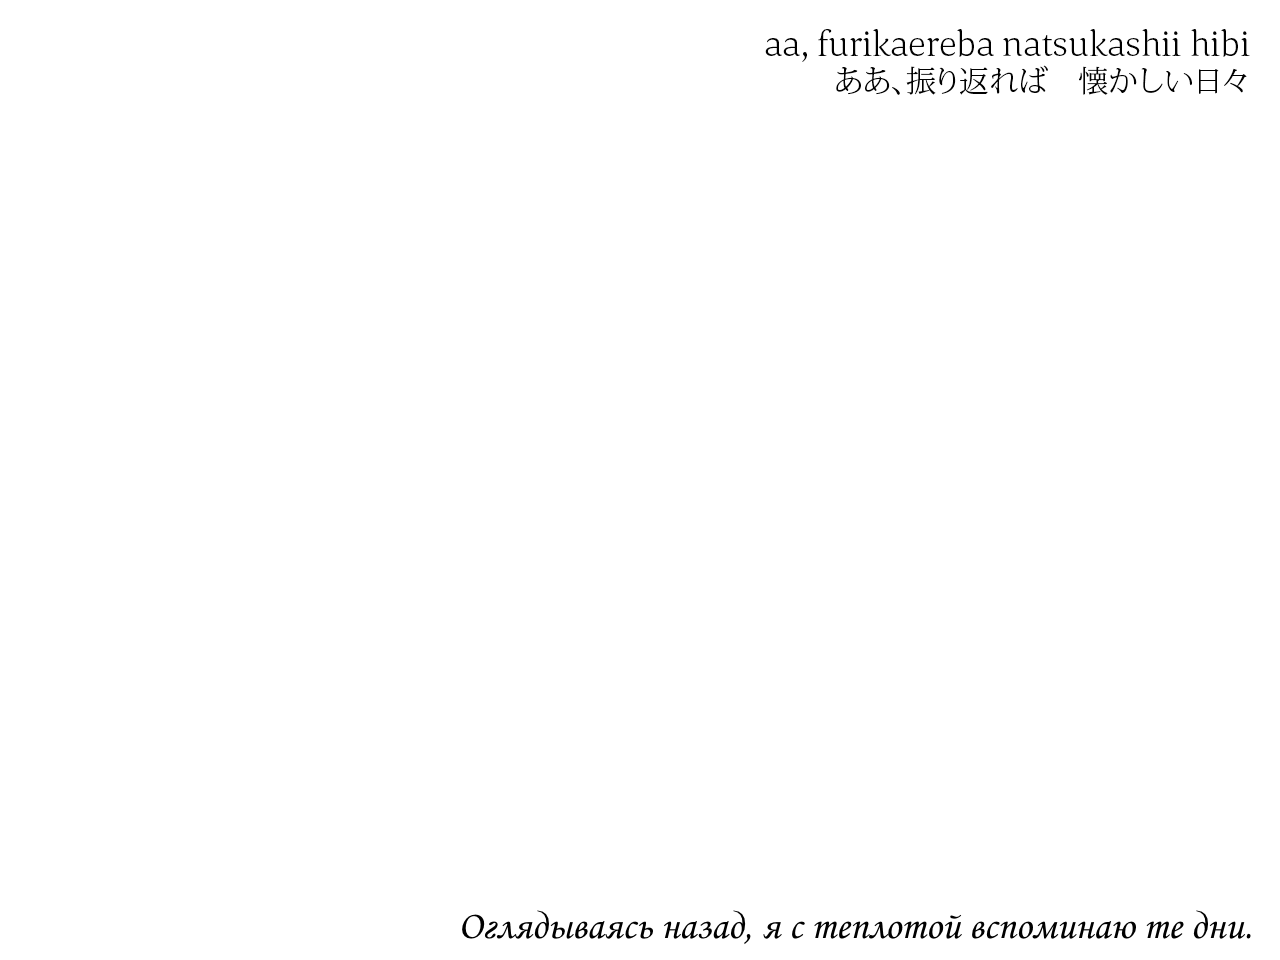 aa, furikaereba natsukashii hibi
ああ、振り返れば　懐かしい日々
Оглядываясь назад, я с теплотой вспоминаю те дни.